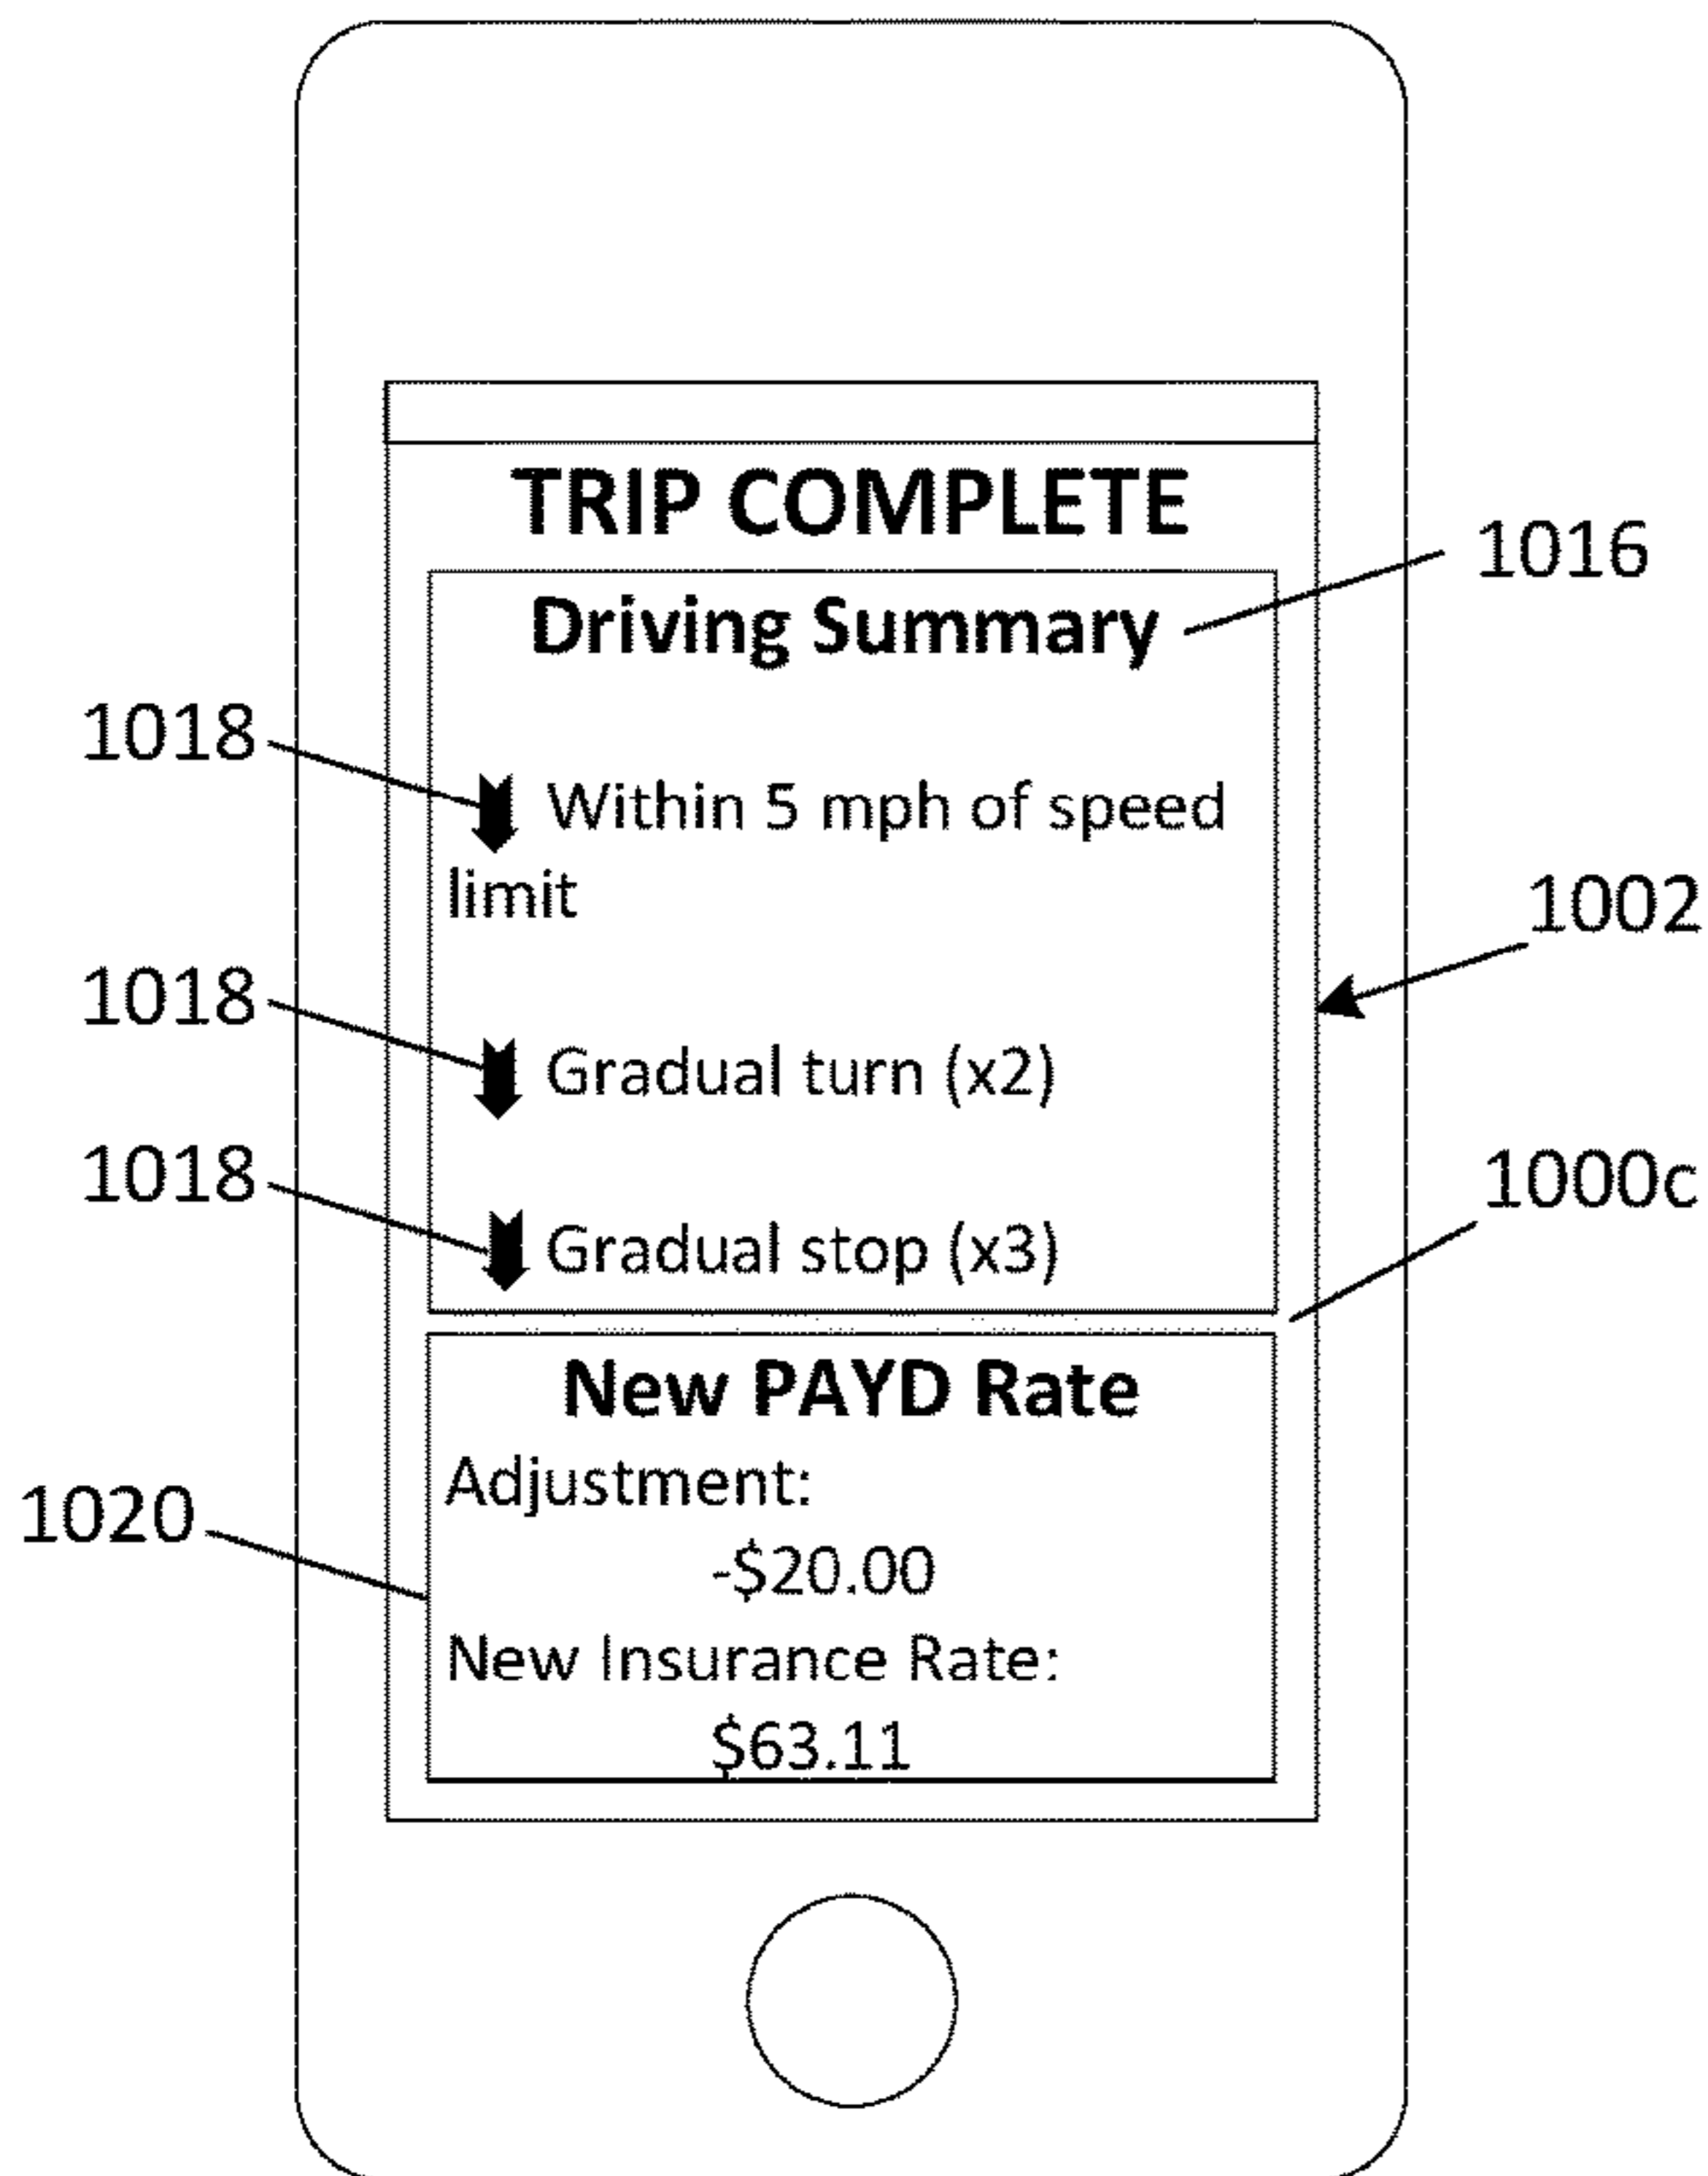 TRIP COMPLETE
1016
Driving Summary
1018
Within 5 mph of speed
limit
1002
1018
Gradual turn (x2)
1018
1000c
Gradual stop (x3)
New PAYD Rate
Adjustment:
1020
-$20.00
New Insurance Rate:
$63.11